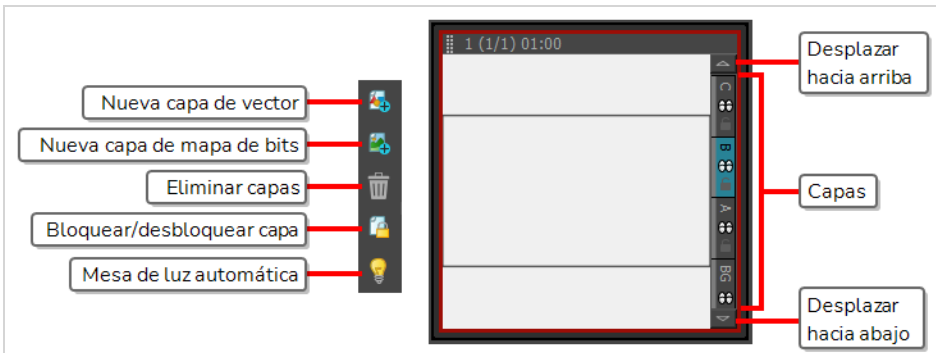 Nueva capa de vector
Nueva capa de mapa de bits
Eliminar capas
Bloquear/desbloquear capa
Mesa de luz automática
1 (1/1) 01:00
C
B
A
BG
Desplazar
hacia arriba
Capas
Desplazar
hacia abajo